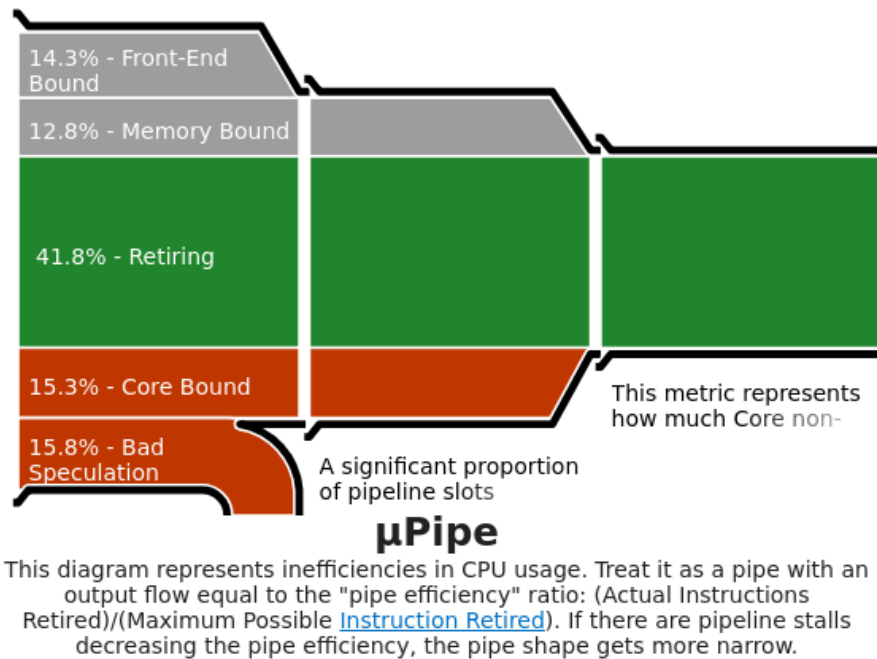 14.3% - Front-End
Bound
12.8% - Memory Bound
41.8% - Retiring
15.3% - Core Bound
15.8% - Bad
Speculation
This metric represents
how much Core non-
A significant proportion
of pipeline slots
µPipe
This diagram represents inefficiencies in CPU usage. Treat it as a pipe with an
output flow equal to the "pipe efficiency" ratio: (Actual Instructions
Retired)/(Maximum Possible Instruction Retired). If there are pipeline stalls
decreasing the pipe efficiency, the pipe shape gets more narrow.